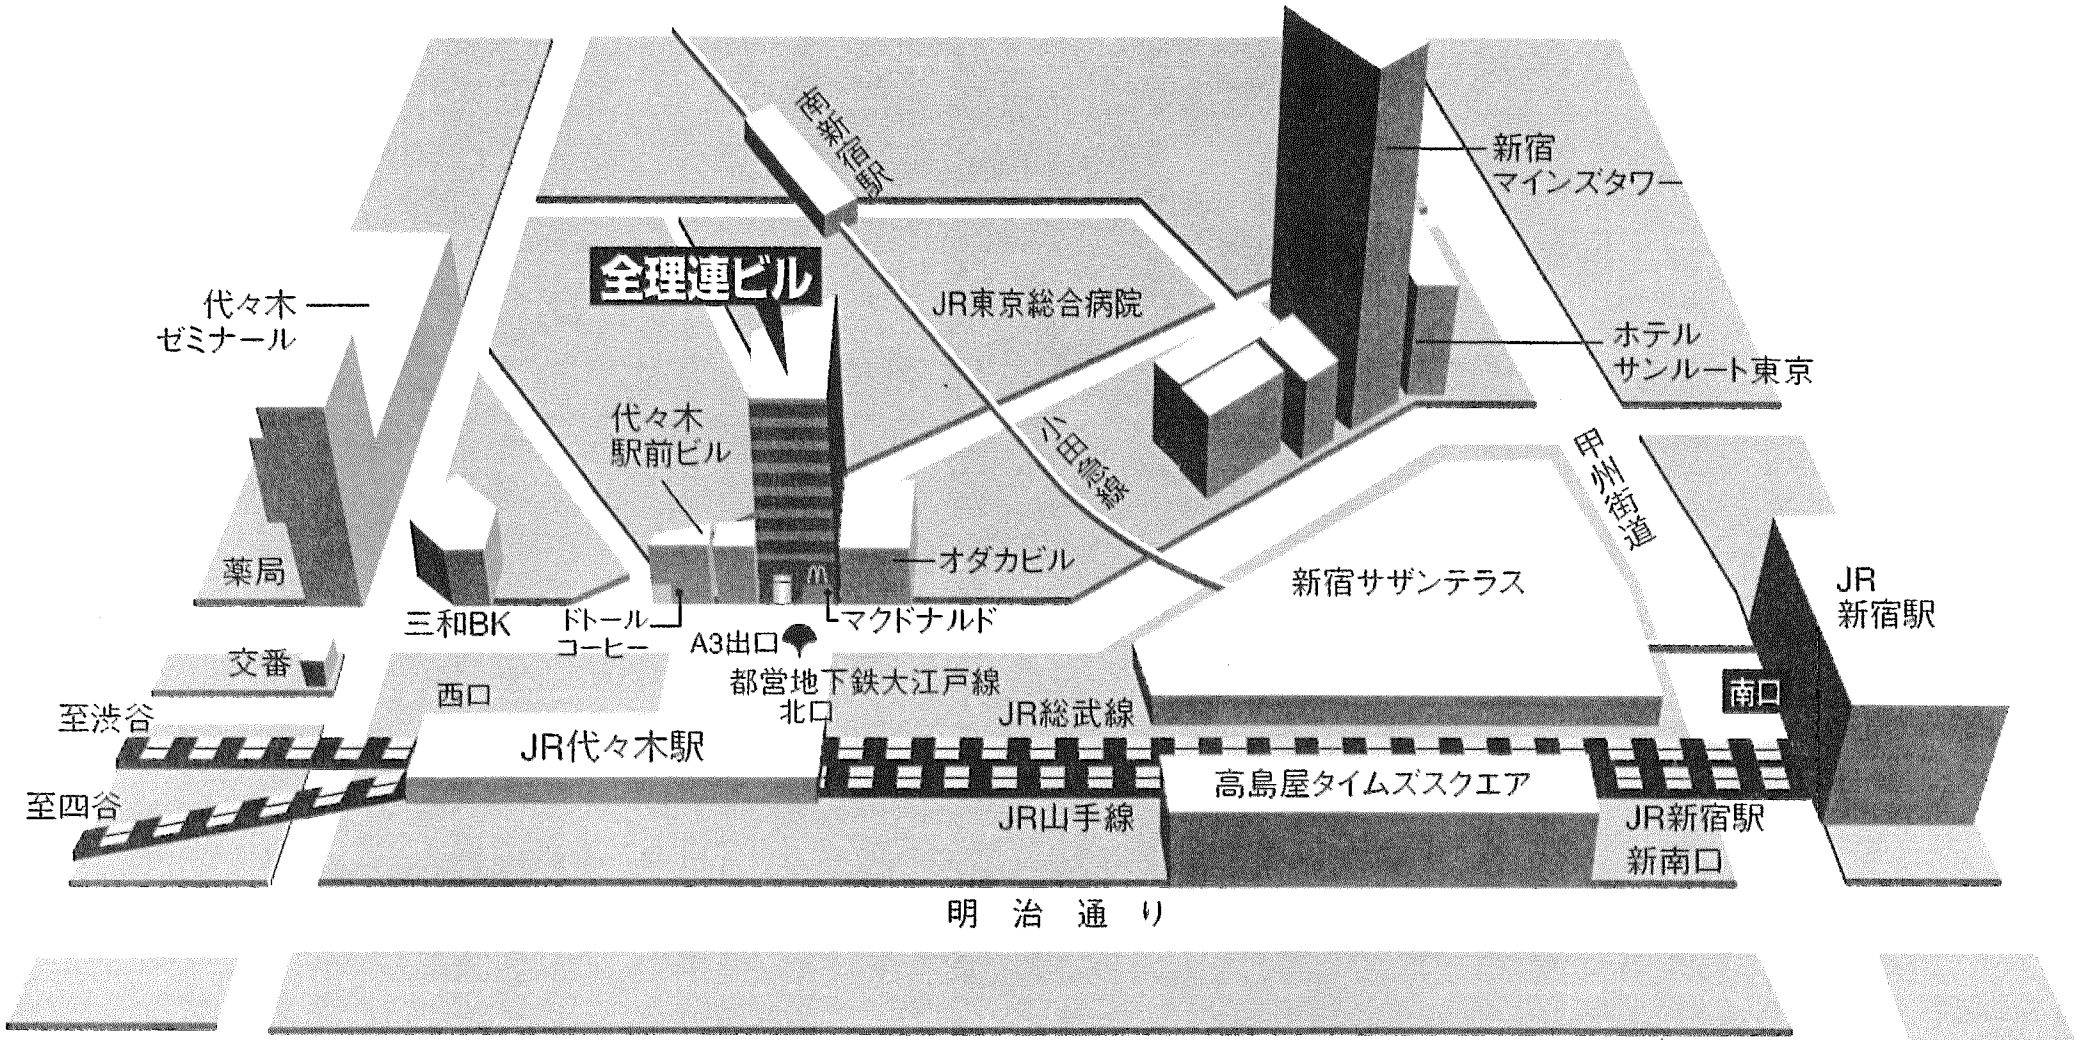 南新宿駅
新宿
マインズタワー
全理連ビル
JR東京総合病院
代々木
ゼミナール
ホテル
サンルート東京
代々木
駅前ビル
小田急線
甲州街道
オダカビル
薬局
新宿サザンテラス
JR
新宿駅
三和BK
ドトール
コーヒー
マクドナルド
A3出口
都営地下鉄大江戸線
交番
西口
北口
南口
至渋谷
JR総武線
JR代々木駅
高島屋タイムズスクエア
至四谷
JR山手線
JR新宿駅
新南口
明治通り